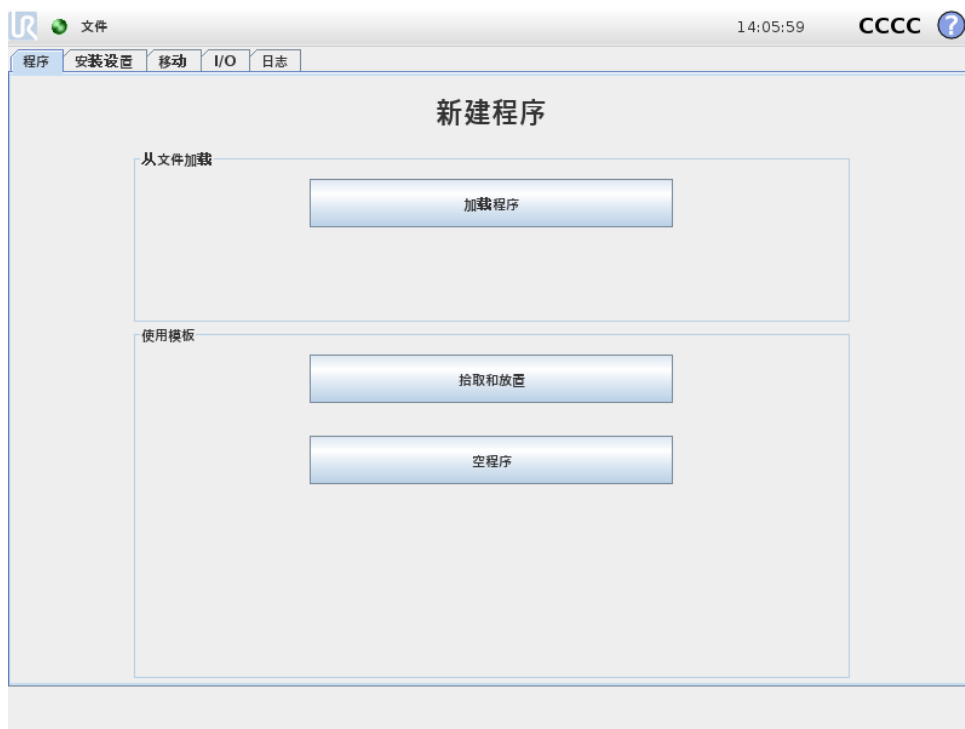 UR 文件 14:05:59 CCCC ?
程序 安装设置 移动 I/O 日志
新建程序
从文件加载
加载程序
使用模板
拾取和放置
空程序